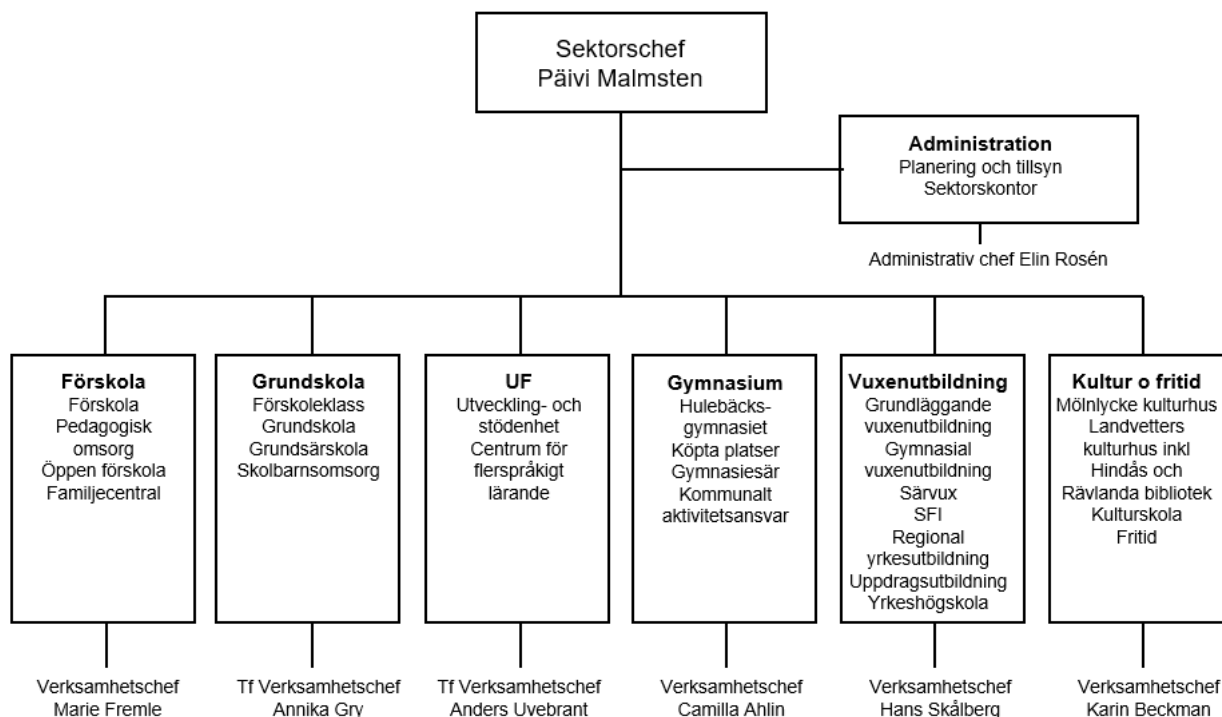 Sektorschef
Päivi Malmsten
Administration
Planering och tillsyn
Sektorskontor
Administrativ chef Elin Rosén
Förskola
Förskola
Pedagogisk
omsorg
Öppen förskola
Familjecentral
Verksamhetschef
Marie Fremle
Grundskola
Förskoleklass
Grundskola
Grundsärskola
Skolbarnsomsorg
Tf Verksamhetschef
Annika Gry
UF
Utveckling- och
stödenhet
Centrum för
flerspråkigt
lärande
Tf Verksamhetschef
Anders Uvebrant
Gymnasium
Hulebäcks-
gymnasiet
Köpta platser
Gymnasiesär
Kommunalt
aktivitetsansvar
Verksamhetschef
Camilla Ahlin
Vuxenutbildning
Grundläggande
vuxenutbildning
Gymnasial
vuxenutbildning
Särvux
SFI
Regional
yrkesutbildning
Uppdragsutbildning
Yrkeshögskola
Verksamhetschef
Hans Skålberg
Kultur o fritid
Mölnlycke kulturhus
Landvetters
kulturhus inkl
Hindås och
Rävlanda bibliotek
Kulturskola
Fritid
Verksamhetschef
Karin Beckman